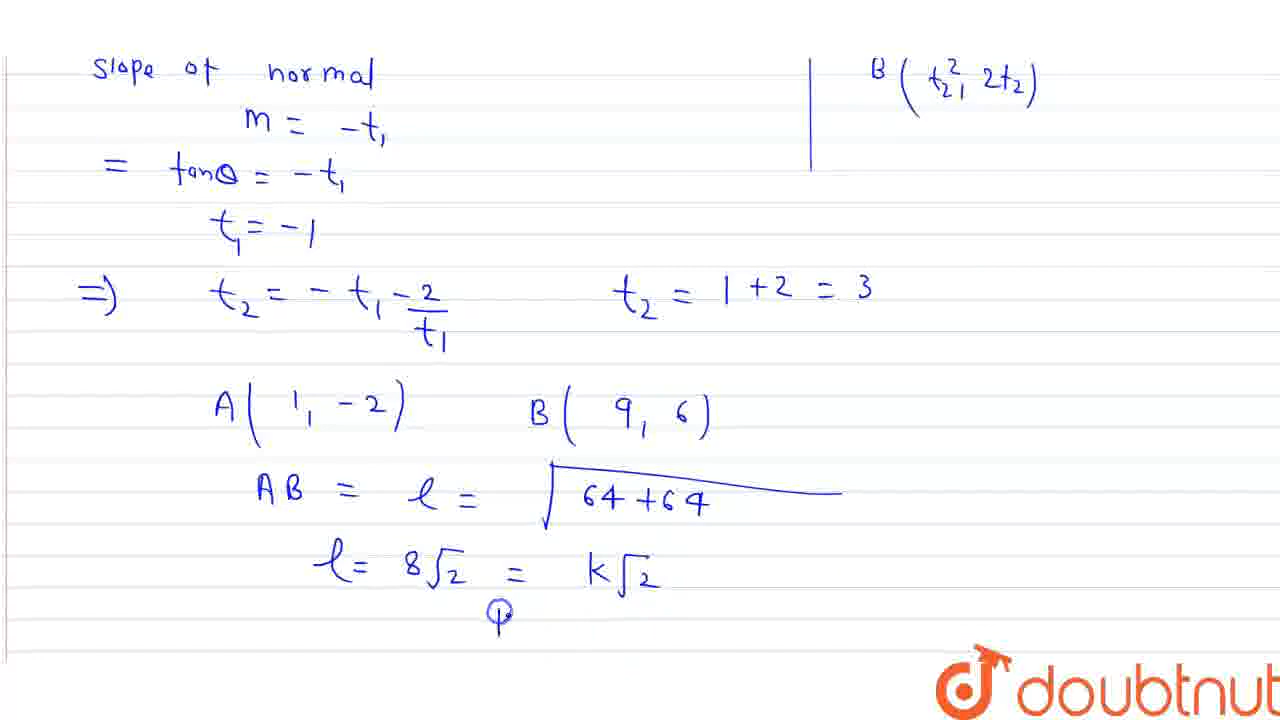 slope of normal
B(t₂², 2t₂)
m = -t₁
= tanθ = -t₁
t₁ = -1
=) t₂ = - t₁ - 2/t₁
t₂ = 1 + 2 = 3
A( 1, -2) B( 9, 6)
AB = l = √64 + 64
l = 8√2 = k√2
doubtnut